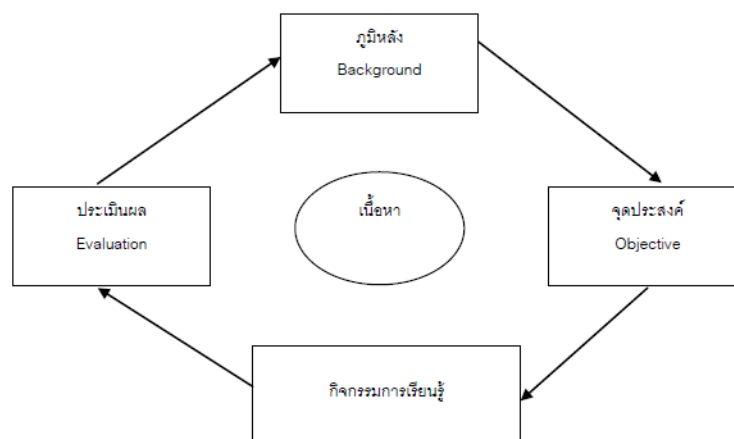 ภูมิหลัง
Background
ประเมินผล
Evaluation
เนื้อหา
จุดประสงค์
Objective
กิจกรรมการเรียนรู้